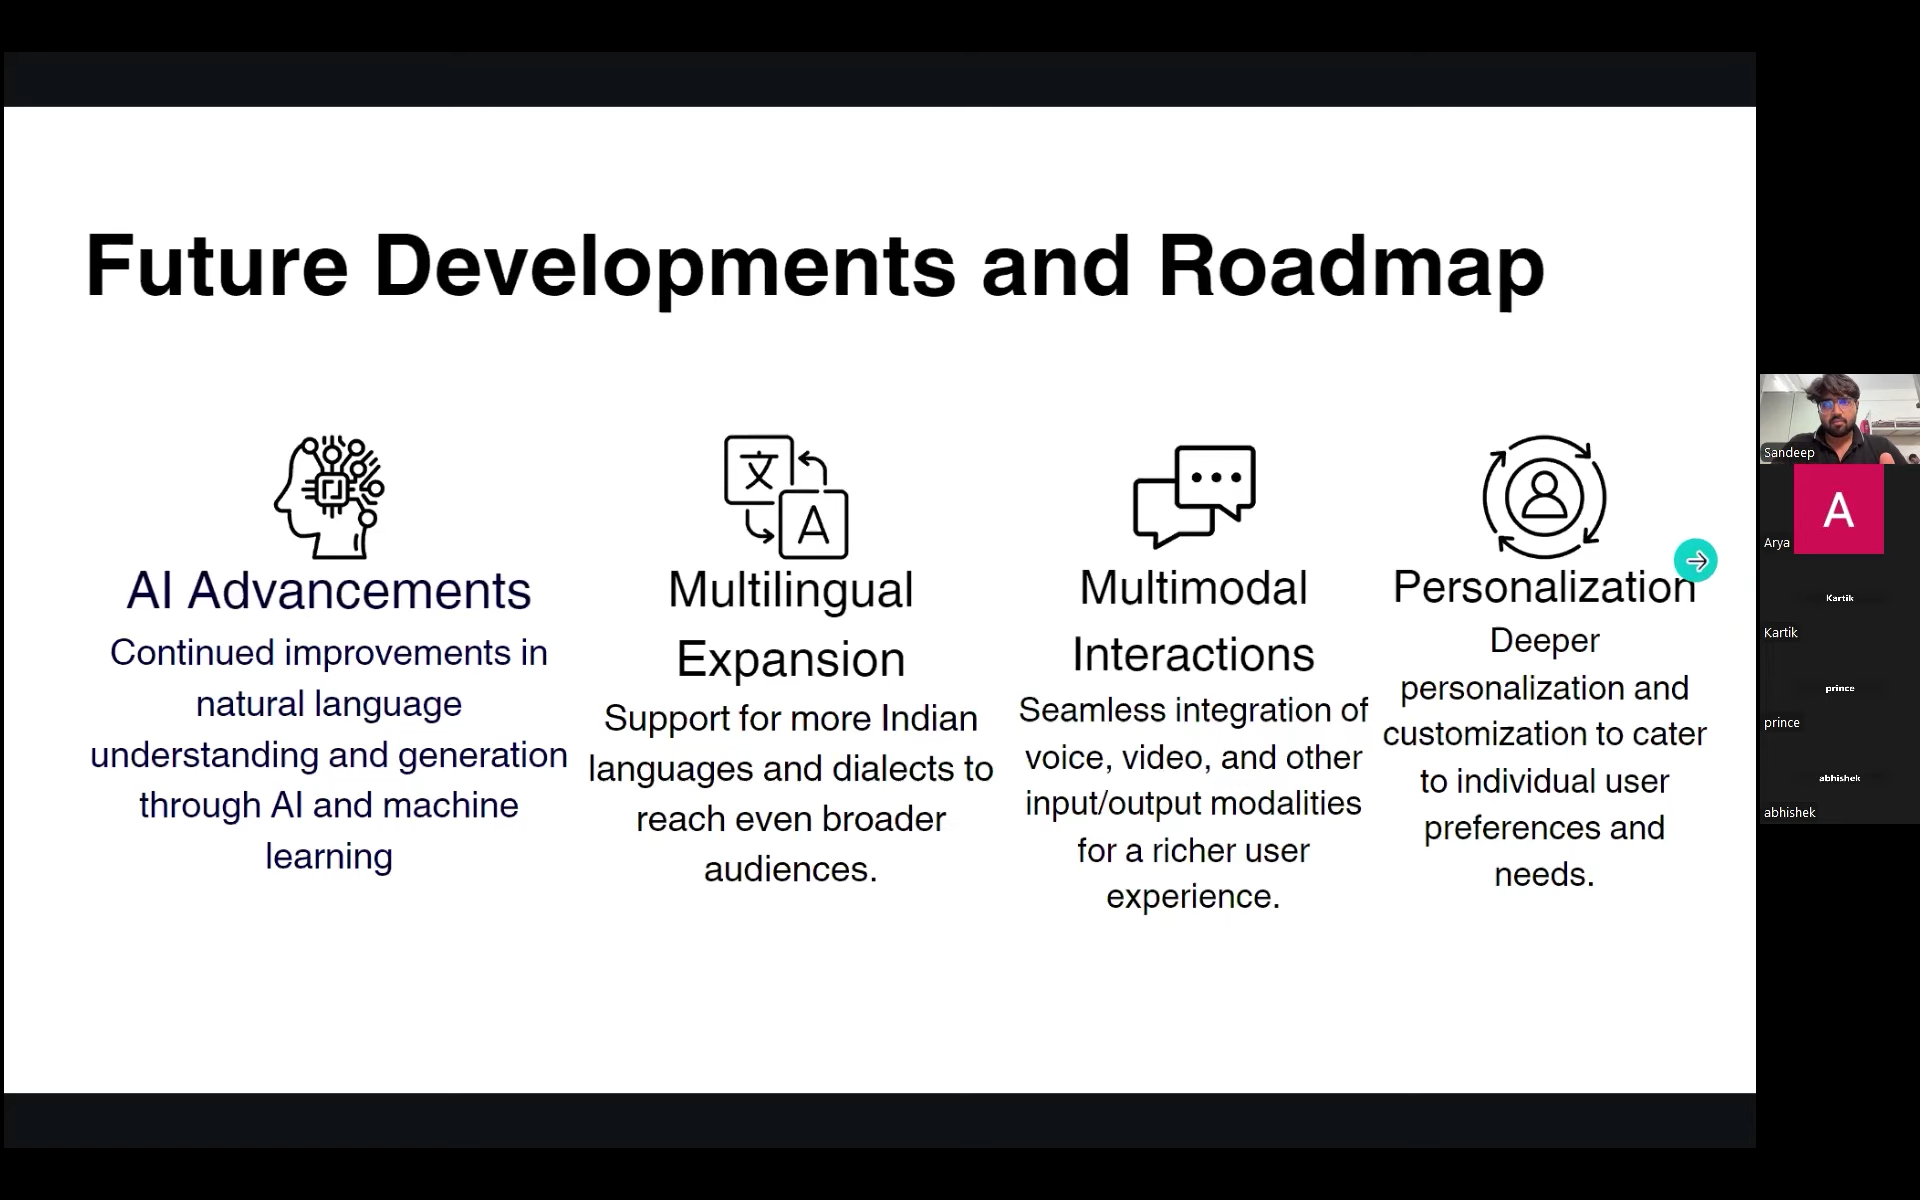 Future Developments and Roadmap
文
A
AI Advancements
Continued improvements in
natural language
understanding and generation
through AI and machine
learning
Multilingual
Expansion
Support for more Indian
languages and dialects to
reach even broader
audiences.
Multimodal
Interactions
Seamless integration of
voice, video, and other
input/output modalities
for a richer user
experience.
Personalization
Deeper
personalization and
customization to cater
to individual user
preferences and
needs.
Sandeep
A
Arya
Kartik
Kartik
prince
prince
abhishek
abhishek